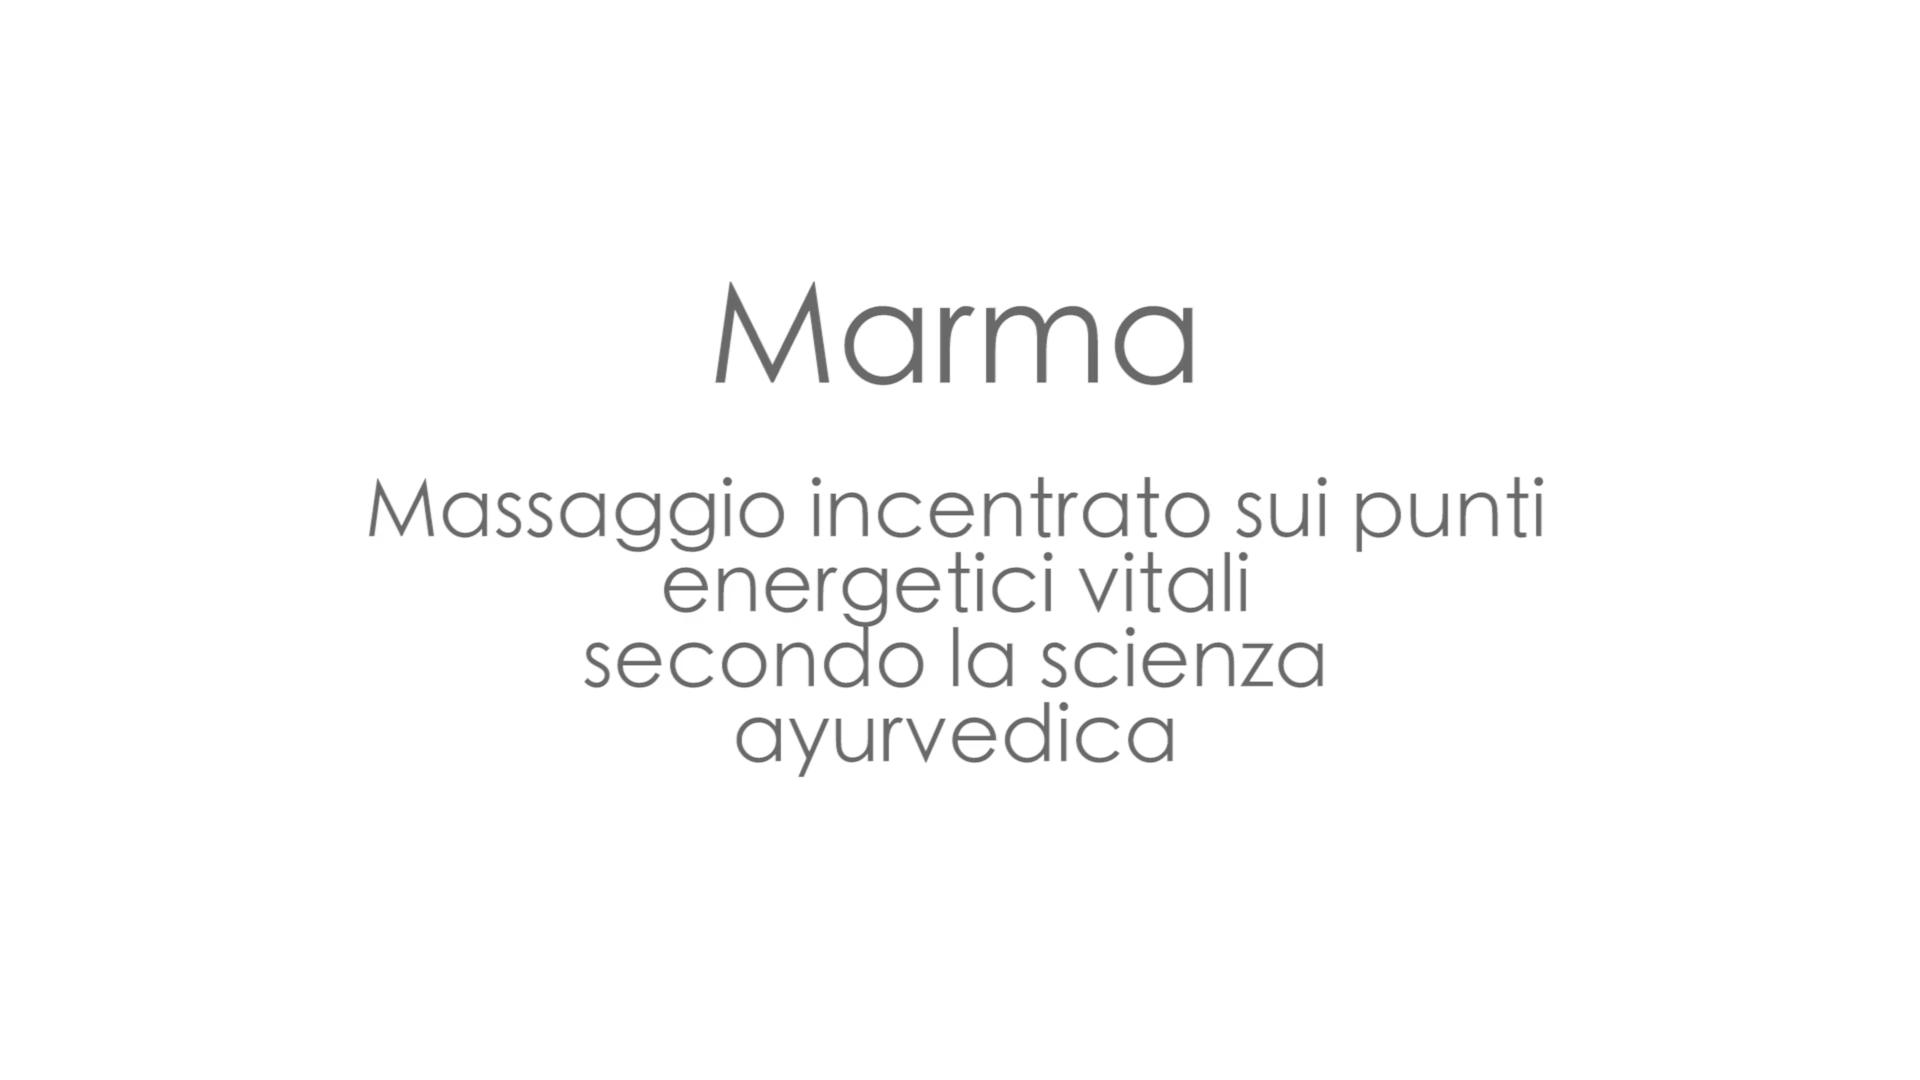 Marma
Massaggio incentrato sui punti
energetici vitali
secondo la scienza
ayurvedica